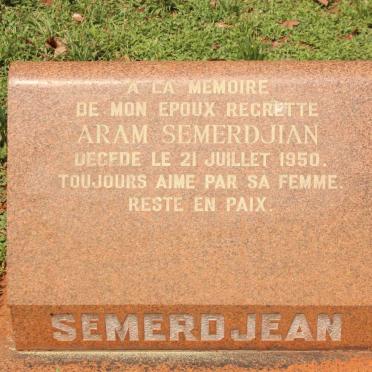 A LA MEMOIRE
DE MON EPOUX REGRETTE
ARAM SEMERDJIAN
DECEDE LE 21 JUILLET 1950.
TOUJOURS AIME PAR SA FEMME.
RESTE EN PAIX.
SEMERDJEAN